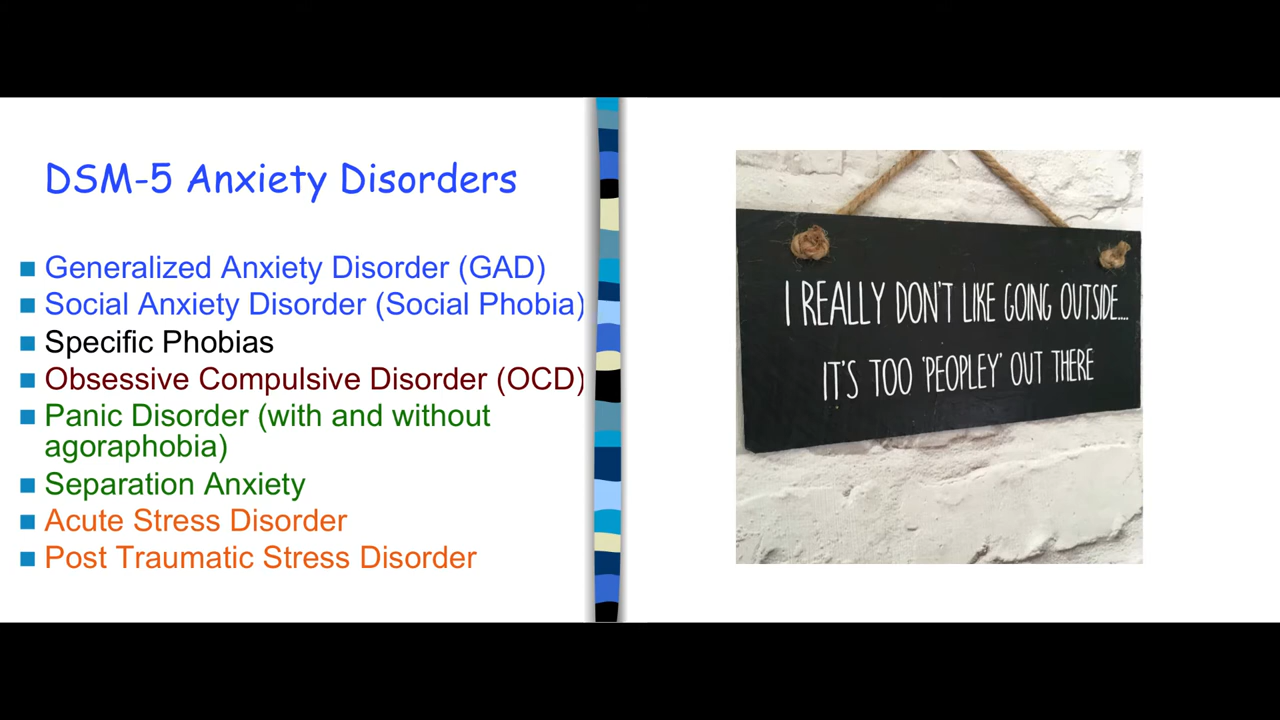 DSM-5 Anxiety Disorders
Generalized Anxiety Disorder (GAD)
Social Anxiety Disorder (Social Phobia)
Specific Phobias
Obsessive Compulsive Disorder (OCD)
Panic Disorder (with and without
agoraphobia)
Separation Anxiety
Acute Stress Disorder
Post Traumatic Stress Disorder
I REALLY DON'T LIKE GOING OUTSIDE....
IT'S TOO 'PEOPLEY' OUT THERE